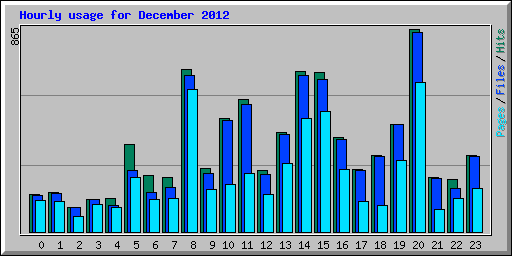 Hourly usage for December 2012
865
Pages/Files/Hits
0 1 2 3 4 5 6 7 8 9 10 11 12 13 14 15 16 17 18 19 20 21 22 23